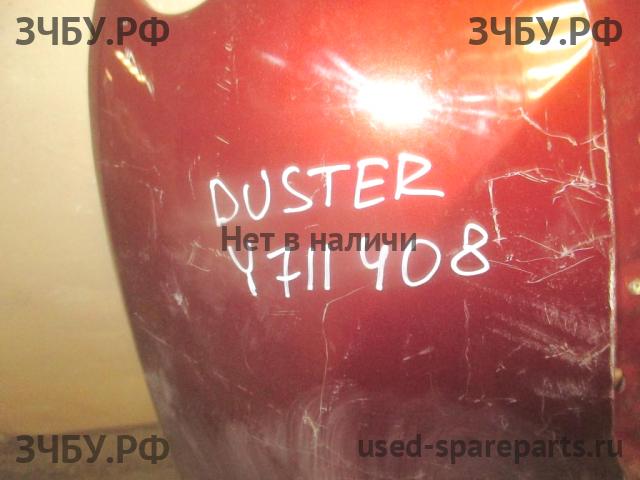 ЗЧБУ.РФ ЗЧБУ.РФ
DUSTER
Нет в наличи
Y711408
ЗЧБУ.РФ used-spareparts.ru